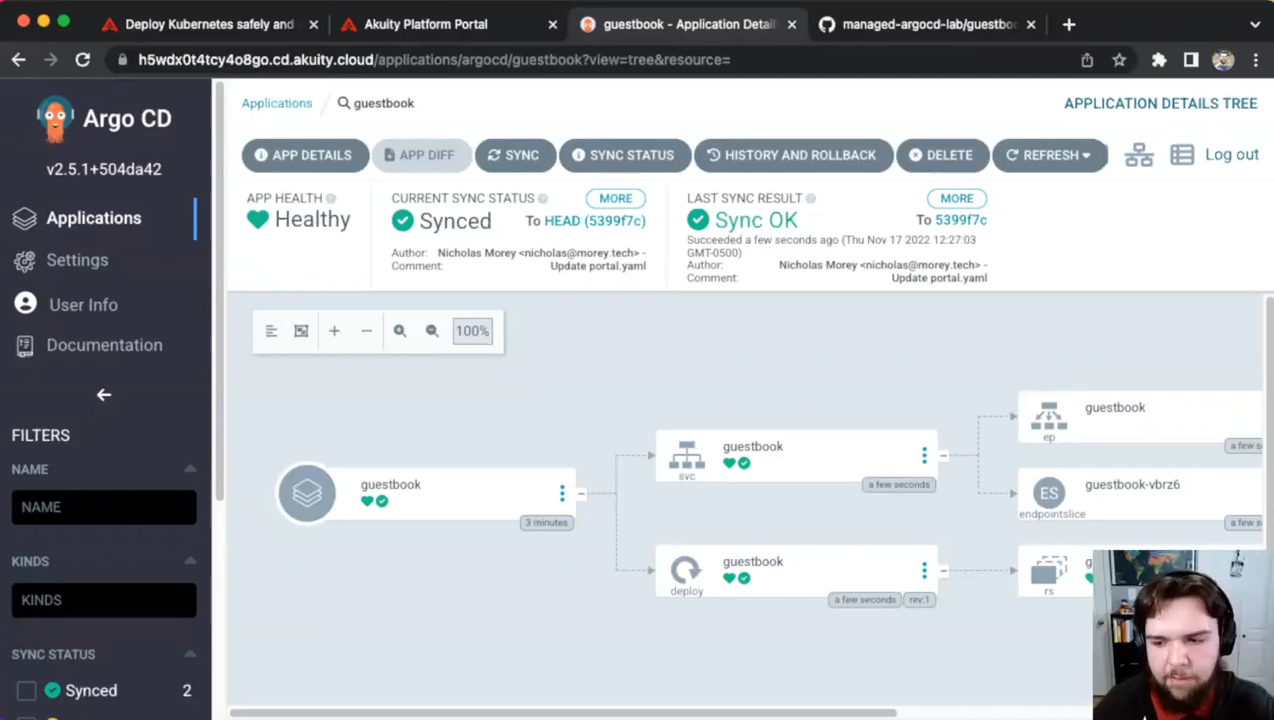 Deploy Kubernetes safely and
Akuity Platform Portal
guestbook - Application Detail
managed-argocd-lab/guestboo
h5wdx0t4tcy4o8go.cd.akuity.cloud/applications/argocd/guestbook?view=tree&resource=
Argo CD
v2.5.1+504da42
Applications
Settings
User Info
Documentation
FILTERS
NAME
NAME
KINDS
KINDS
SYNC STATUS
Synced 2
Applications / guestbook
APPLICATION DETAILS TREE
APP DETAILS APP DIFF SYNC SYNC STATUS HISTORY AND ROLLBACK DELETE REFRESH Log out
APP HEALTH
Healthy
CURRENT SYNC STATUS MORE
Synced To HEAD (5399f7c)
Author: Nicholas Morey <nicholas@morey.tech> -
Comment: Update portal.yaml
LAST SYNC RESULT MORE
Sync OK To 5399f7c
Succeeded a few seconds ago (Thu Nov 17 2022 12:27:03
GMT-0500)
Author: Nicholas Morey <nicholas@morey.tech> -
Comment: Update portal.yaml
100%
guestbook
3 minutes
guestbook
svc
a few seconds
guestbook
deploy
a few seconds rev:1
guestbook
ep
a few s
ES guestbook-vbrz6
endpointslice
a few s
g
rs